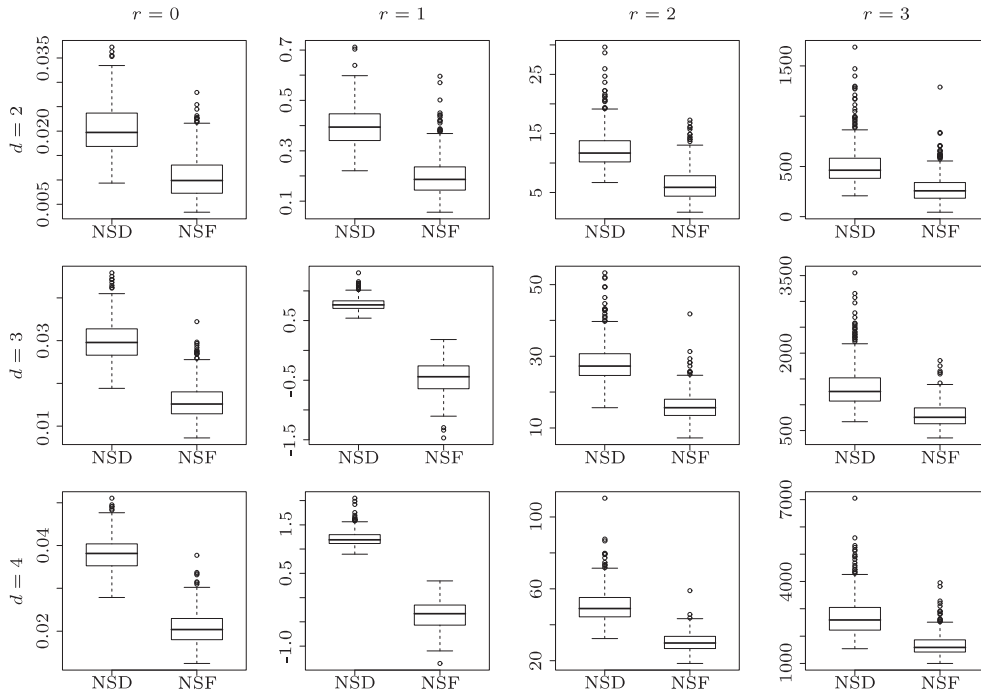 r = 0 r = 1 r = 2 r = 3
d = 2
0.005 0.020 0.035
NSD NSF
0.1 0.3 0.5 0.7
NSD NSF
5 15 25
NSD NSF
0 500 1500
NSD NSF
d = 3
0.01 0.03
NSD NSF
-1.5 -0.5 0.5
NSD NSF
10 30 50
NSD NSF
500 2000 3500
NSD NSF
d = 4
0.02 0.04
NSD NSF
-1.0 0.5 1.5
NSD NSF
20 60 100
NSD NSF
1000 4000 7000
NSD NSF